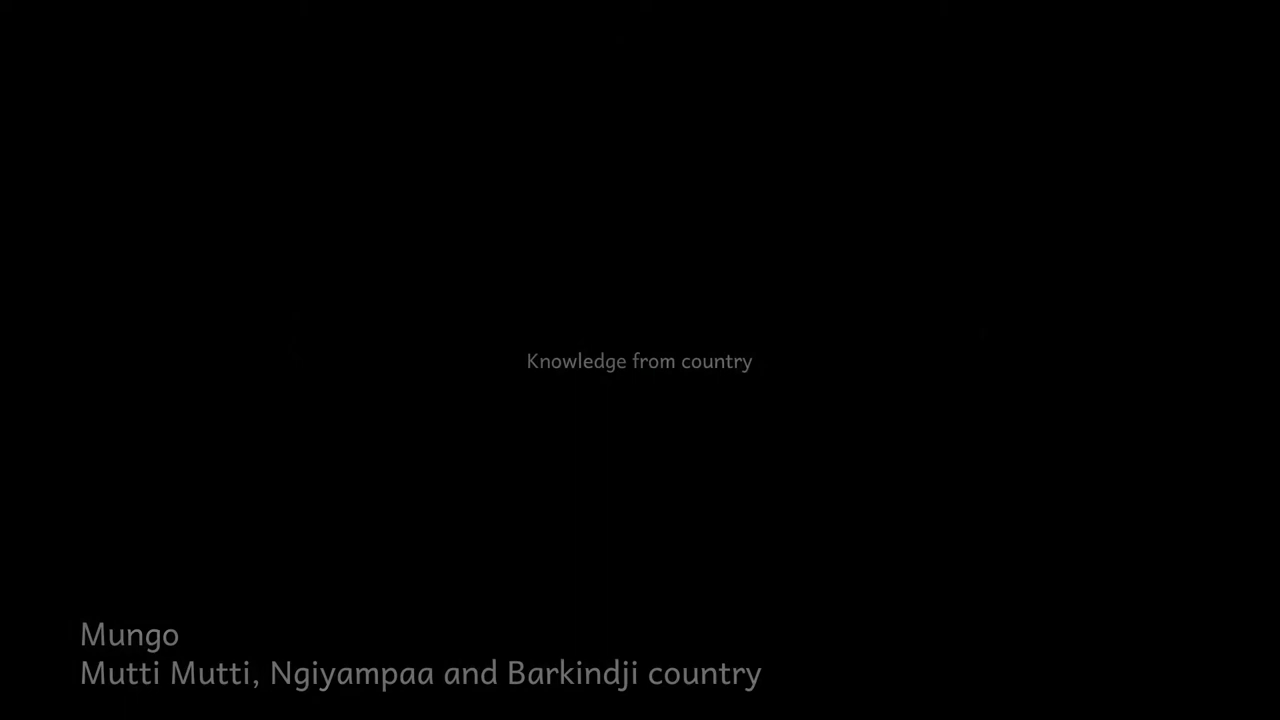 Knowledge from country
Mungo
Mutti Mutti, Ngiyampaa and Barkindji country